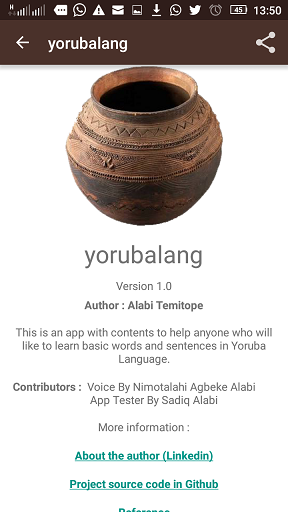 H
45
13:50
yorubalang
yorubalang
Version 1.0
Author : Alabi Temitope
This is an app with contents to help anyone who will
like to learn basic words and sentences in Yoruba
Language.
Contributors : Voice By Nimotalahi Agbeke Alabi
App Tester By Sadiq Alabi
More information :
About the author (Linkedin)
Project source code in Github
Reference